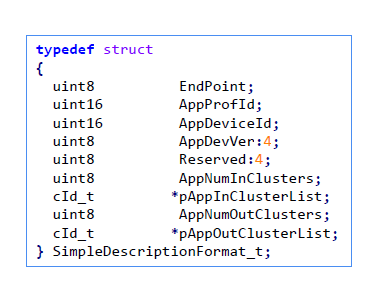 typedef struct
{
  uint8          EndPoint;
  uint16         AppProfId;
  uint16         AppDeviceId;
  uint8          AppDevVer:4;
  uint8          Reserved:4;
  uint8          AppNumInClusters;
  cId_t         *pAppInClusterList;
  uint8          AppNumOutClusters;
  cId_t         *pAppOutClusterList;
} SimpleDescriptionFormat_t;